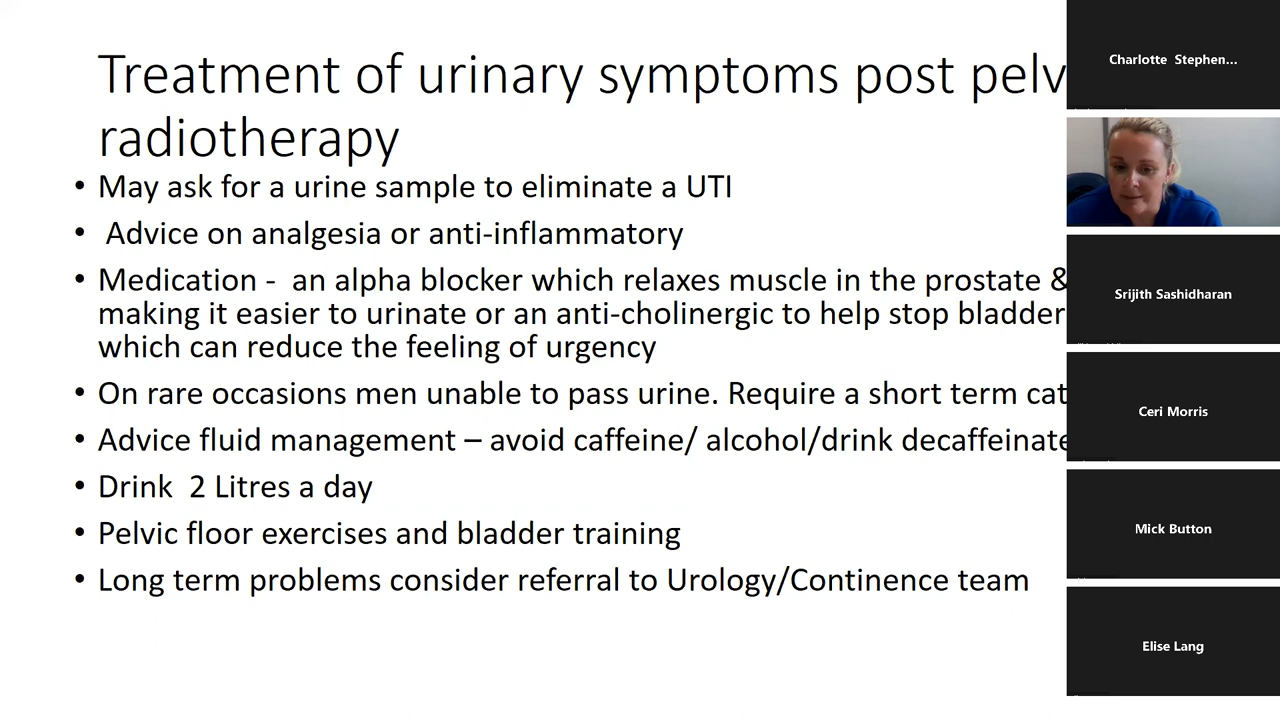 Treatment of urinary symptoms post pelv
radiotherapy
• May ask for a urine sample to eliminate a UTI
• Advice on analgesia or anti-inflammatory
• Medication - an alpha blocker which relaxes muscle in the prostate &
making it easier to urinate or an anti-cholinergic to help stop bladder
which can reduce the feeling of urgency
• On rare occasions men unable to pass urine. Require a short term cat
• Advice fluid management – avoid caffeine/ alcohol/drink decaffeinate
• Drink 2 Litres a day
• Pelvic floor exercises and bladder training
• Long term problems consider referral to Urology/Continence team
Charlotte Stephen...
Srijith Sashidharan
Ceri Morris
Mick Button
Elise Lang